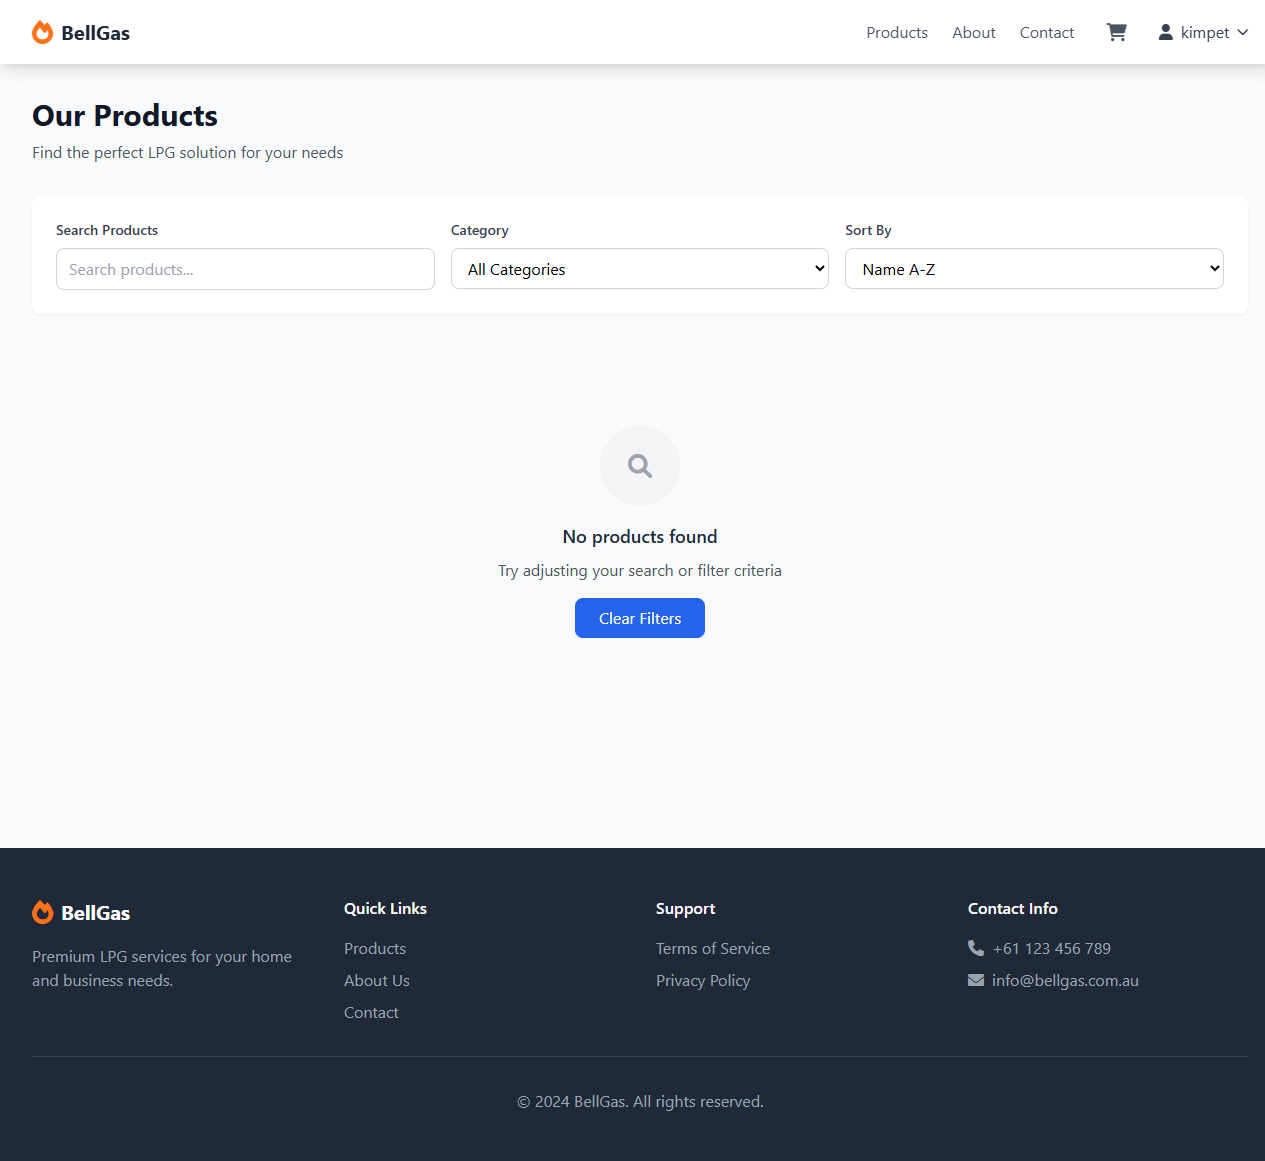 BellGas
Products
About
Contact
kimpet
Our Products
Find the perfect LPG solution for your needs
Search Products
Category
Sort By
Search products...
All Categories
Name A-Z
No products found
Try adjusting your search or filter criteria
Clear Filters
BellGas
Premium LPG services for your home
and business needs.
Quick Links
Products
About Us
Contact
Support
Terms of Service
Privacy Policy
Contact Info
+61 123 456 789
info@bellgas.com.au
© 2024 BellGas. All rights reserved.